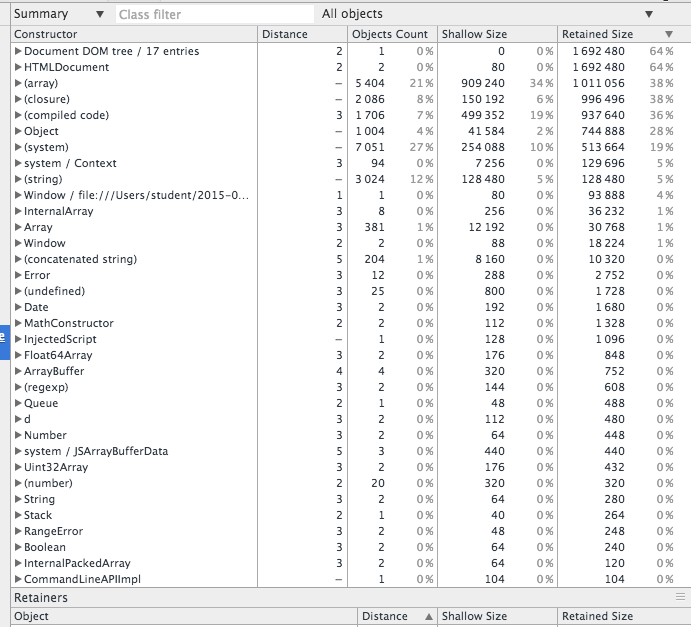 Summary ▼ Class filter All objects ▼
Constructor Distance Objects Count Shallow Size Retained Size ▼
▶Document DOM tree / 17 entries 2 1 0% 0 0% 1 692 480 64%
▶HTMLDocument 2 2 0% 80 0% 1 692 480 64%
▶(array) – 5 404 21% 909 240 34% 1 011 056 38%
▶(closure) – 2 086 8% 150 192 6% 996 496 38%
▶(compiled code) 3 1 706 7% 499 352 19% 937 640 36%
▶Object – 1 004 4% 41 584 2% 744 888 28%
▶(system) – 7 051 27% 254 088 10% 513 664 19%
▶system / Context 3 94 0% 7 256 0% 129 696 5%
▶(string) – 3 024 12% 128 480 5% 128 480 5%
▶Window / file:///Users/student/2015-0... 1 1 0% 80 0% 93 888 4%
▶InternalArray 3 8 0% 256 0% 36 232 1%
▶Array 3 381 1% 12 192 0% 30 768 1%
▶Window 2 2 0% 88 0% 18 224 1%
▶(concatenated string) 5 204 1% 8 160 0% 10 320 0%
▶Error 3 12 0% 288 0% 2 752 0%
▶(undefined) 3 25 0% 800 0% 1 728 0%
▶Date 3 2 0% 192 0% 1 680 0%
▶MathConstructor 2 2 0% 112 0% 1 328 0%
▶InjectedScript – 1 0% 128 0% 1 096 0%
▶Float64Array 3 2 0% 176 0% 848 0%
▶ArrayBuffer 4 4 0% 320 0% 752 0%
▶(regexp) 3 2 0% 144 0% 608 0%
▶Queue 2 1 0% 48 0% 488 0%
▶d 3 2 0% 112 0% 480 0%
▶Number 3 2 0% 64 0% 448 0%
▶system / JSArrayBufferData 5 3 0% 440 0% 440 0%
▶Uint32Array 3 2 0% 176 0% 432 0%
▶(number) 2 20 0% 320 0% 320 0%
▶String 3 2 0% 64 0% 280 0%
▶Stack 2 1 0% 40 0% 264 0%
▶RangeError 3 2 0% 48 0% 248 0%
▶Boolean 3 2 0% 64 0% 240 0%
▶InternalPackedArray 3 2 0% 64 0% 120 0%
▶CommandLineAPIImpl – 1 0% 104 0% 104 0%
Retainers
Object Distance ▲ Shallow Size Retained Size